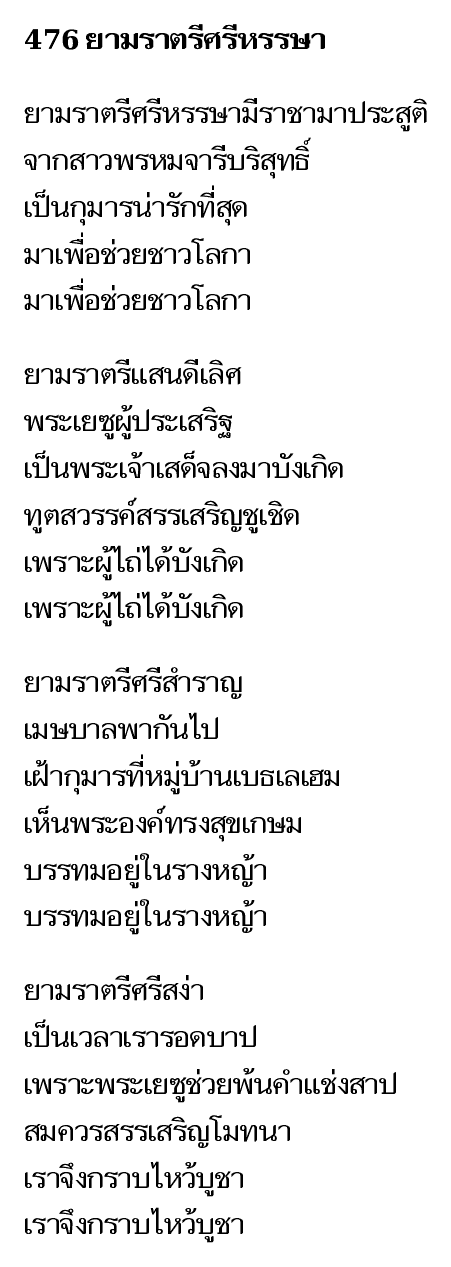 476 ยามราตรีศรีหรรษา
ยามราตรีศรีหรรษามีราชามาประสูติ
จากสาวพรหมจารีบริสุทธิ์
เป็นกุมารน่ารักที่สุด
มาเพื่อช่วยชาวโลกา
มาเพื่อช่วยชาวโลกา
ยามราตรีแสนดีเลิศ
พระเยซูผู้ประเสริฐ
เป็นพระเจ้าเสด็จลงมาบังเกิด
ทูตสวรรค์สรรเสริญชูเชิด
เพราะผู้ไถ่ได้บังเกิด
เพราะผู้ไถ่ได้บังเกิด
ยามราตรีศรีสำราญ
เมษบาลพากันไป
เฝ้ากุมารที่หมู่บ้านเบธเลเฮม
เห็นพระองค์ทรงสุขเกษม
บรรทมอยู่ในรางหญ้า
บรรทมอยู่ในรางหญ้า
ยามราตรีศรีสง่า
เป็นเวลาเรารอดบาป
เพราะพระเยซูช่วยพ้นคำแช่งสาป
สมควรสรรเสริญโมทนา
เราจึงกราบไหว้บูชา
เราจึงกราบไหว้บูชา